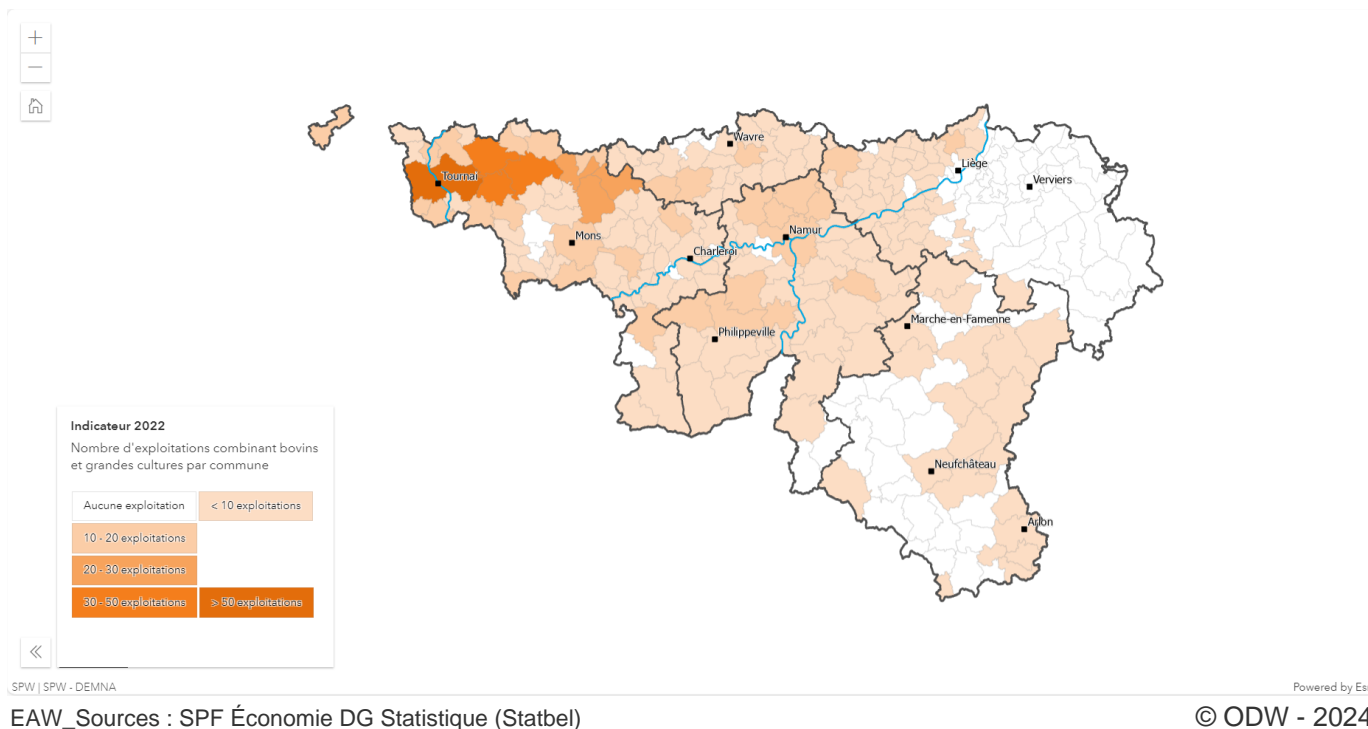 +
−
Wavre
Liège
Tournai
Verviers
Mons
Namur
Charleroi
Marche-en-Famenne
Philippeville
Neufchâteau
Arlon
Indicateur 2022
Nombre d'exploitations combinant bovins
et grandes cultures par commune
Aucune exploitation
< 10 exploitations
10 - 20 exploitations
20 - 30 exploitations
30 - 50 exploitations
> 50 exploitations
SPW | SPW - DEMNA
Powered by Es
EAW_Sources : SPF Économie DG Statistique (Statbel)
© ODW - 2024